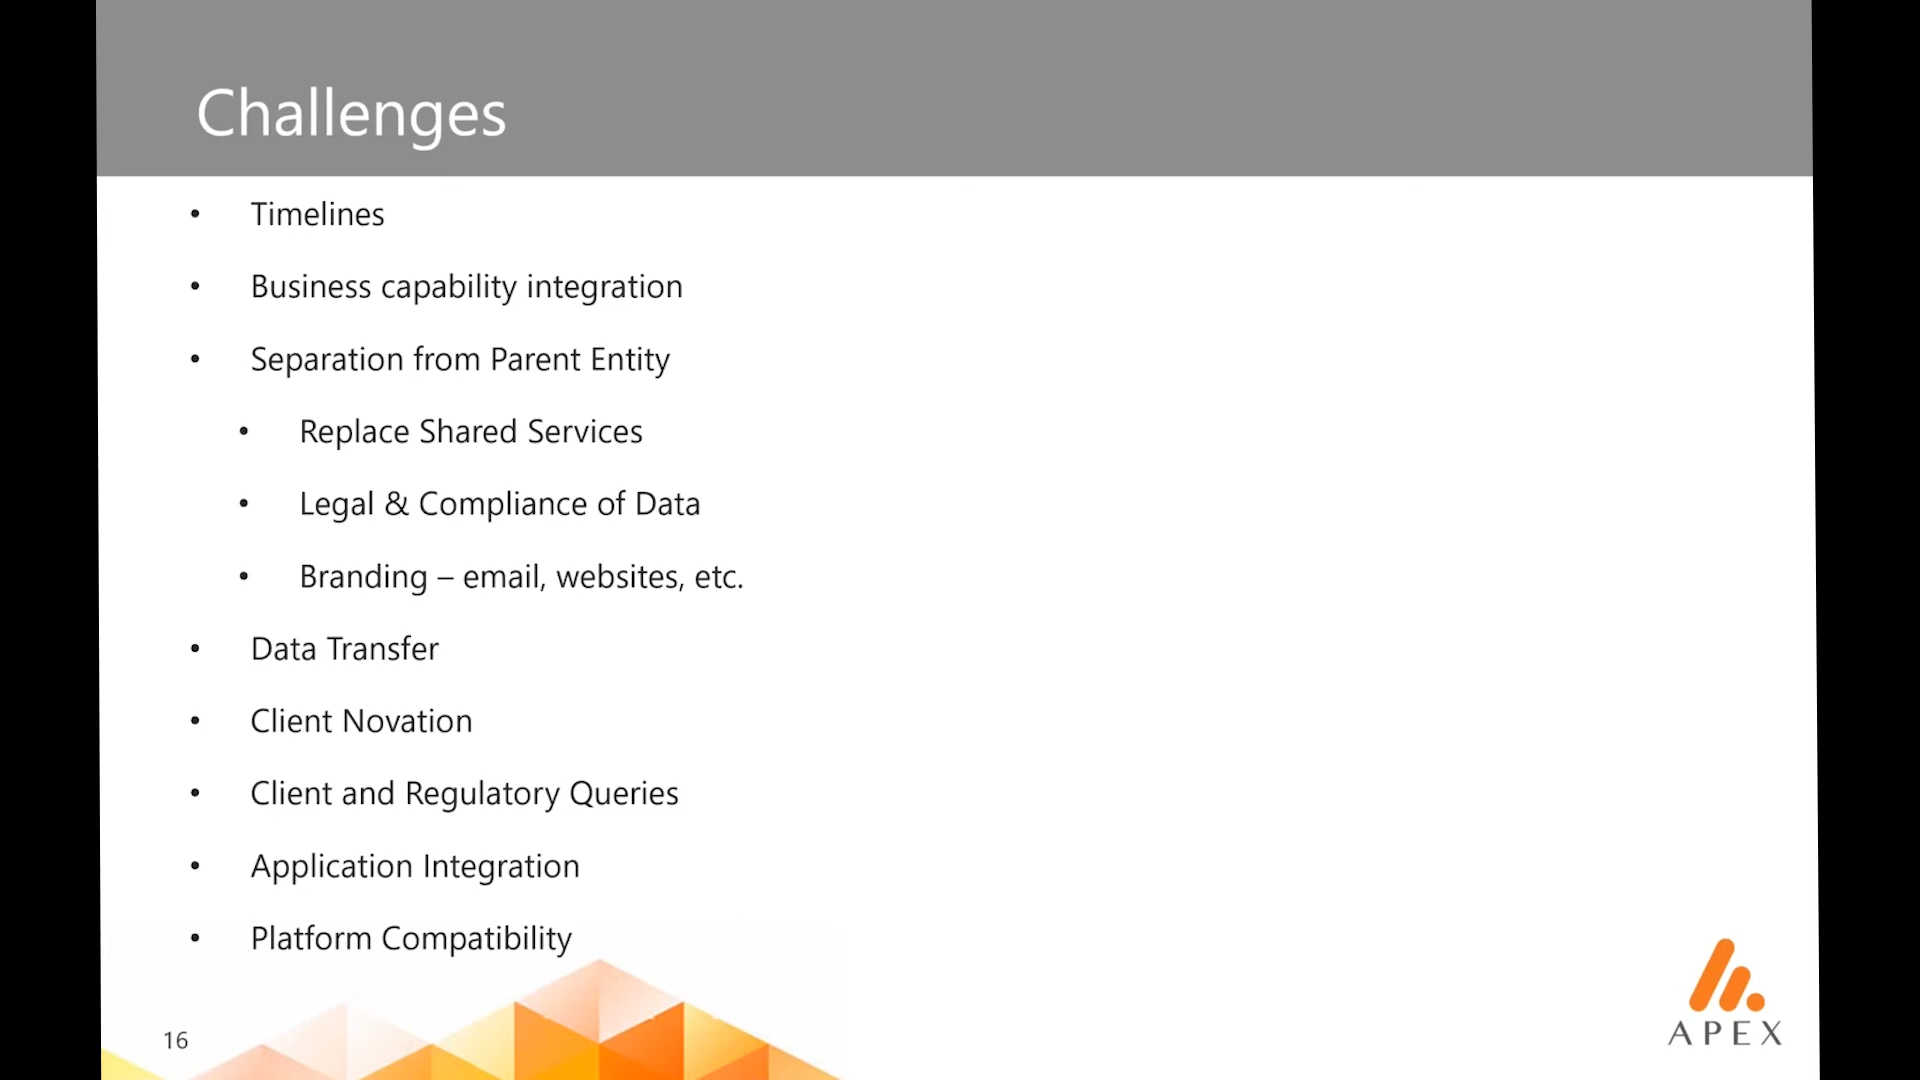 Challenges
• Timelines
• Business capability integration
• Separation from Parent Entity
• Replace Shared Services
• Legal & Compliance of Data
• Branding – email, websites, etc.
• Data Transfer
• Client Novation
• Client and Regulatory Queries
• Application Integration
• Platform Compatibility
16
APEX